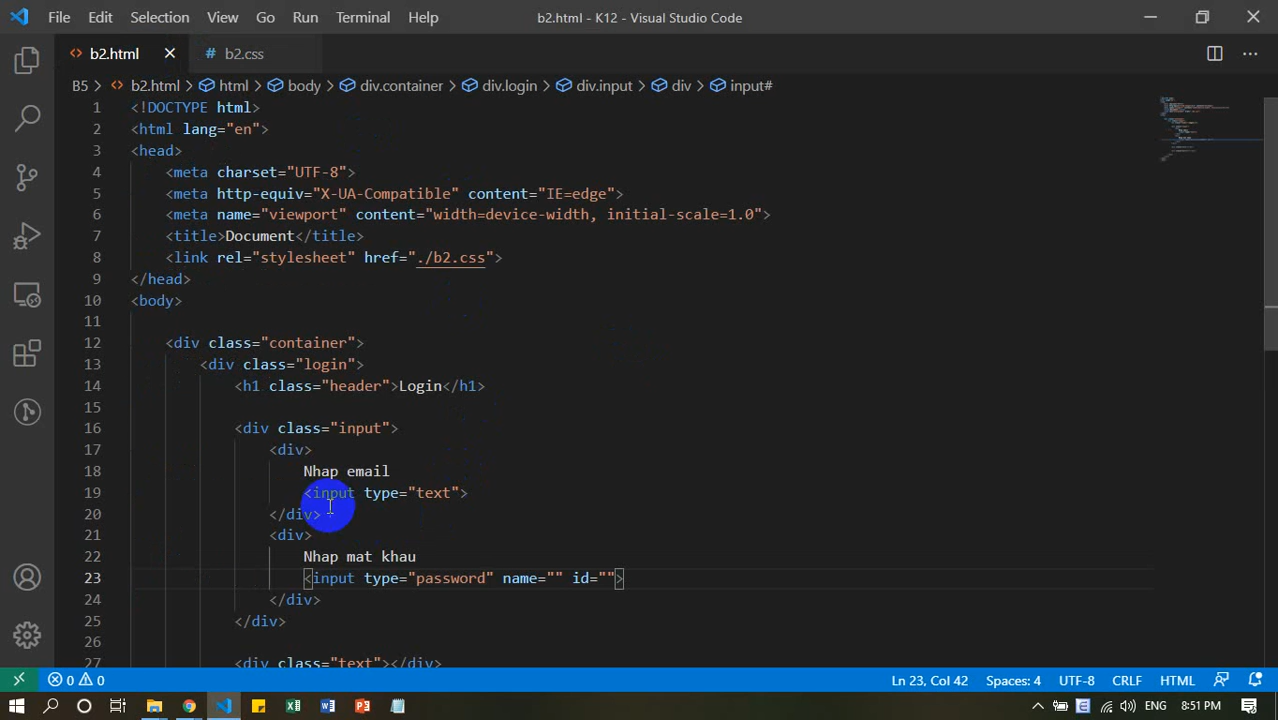 File Edit Selection View Go Run Terminal Help b2.html - K12 - Visual Studio Code
b2.html # b2.css
B5 > b2.html > html > body > div.container > div.login > div.input > div > input#
1 <!DOCTYPE html>
2 <html lang="en">
3 <head>
4 <meta charset="UTF-8">
5 <meta http-equiv="X-UA-Compatible" content="IE=edge">
6 <meta name="viewport" content="width=device-width, initial-scale=1.0">
7 <title>Document</title>
8 <link rel="stylesheet" href="./b2.css">
9 </head>
10 <body>
11
12 <div class="container">
13 <div class="login">
14 <h1 class="header">Login</h1>
15
16 <div class="input">
17 <div>
18 Nhap email
19 <input type="text">
20 </div>
21 <div>
22 Nhap mat khau
23 <input type="password" name="" id="">
24 </div>
25 </div>
26
27 <div class="text"></div>
0 0 Ln 23, Col 42 Spaces: 4 UTF-8 CRLF HTML
ENG 8:51 PM